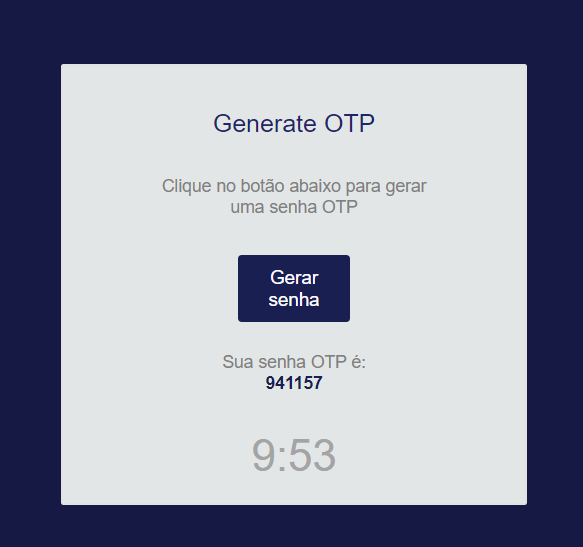 Generate OTP
Clique no botão abaixo para gerar
uma senha OTP
Gerar
senha
Sua senha OTP é:
941157
9:53